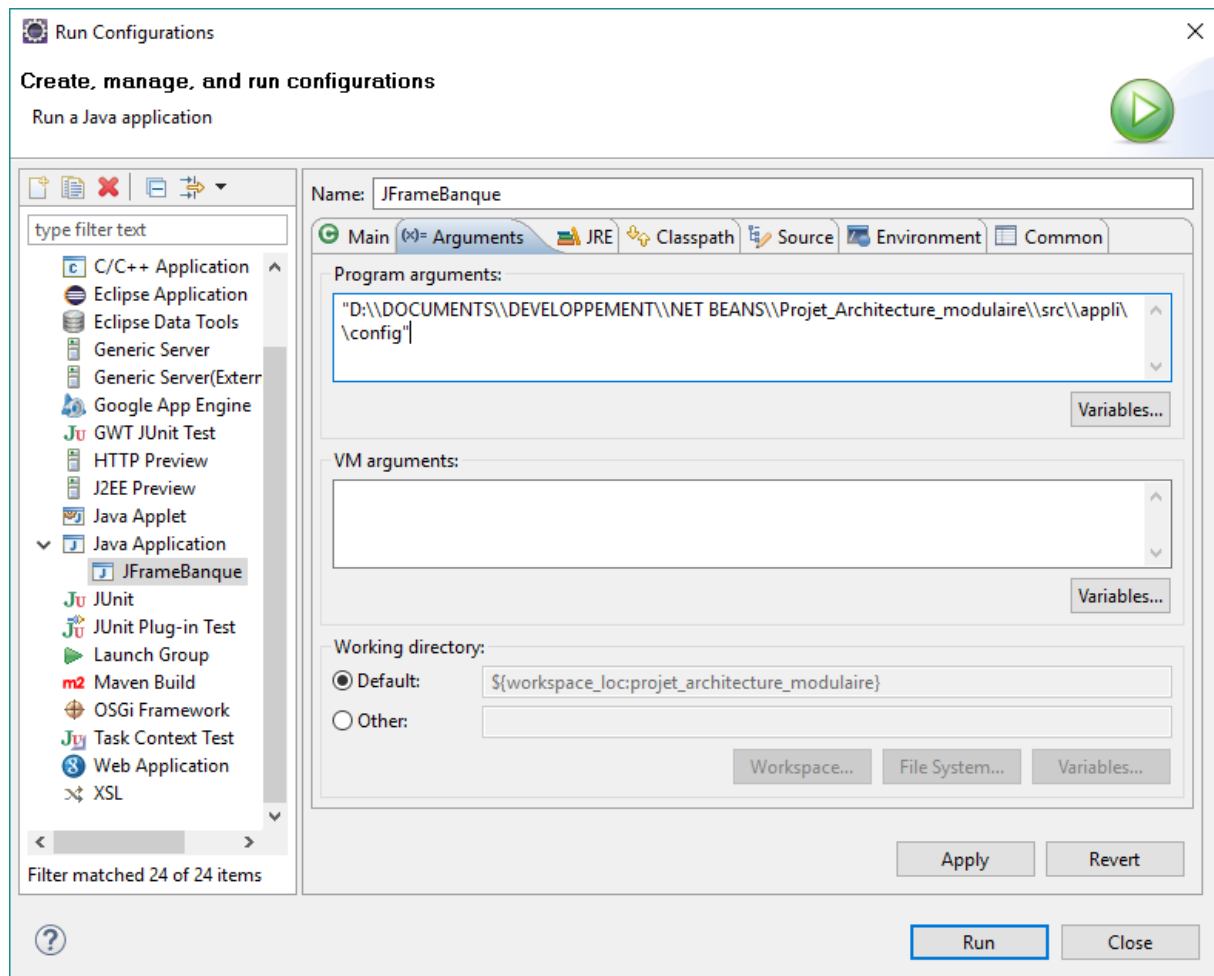 Run Configurations
Create, manage, and run configurations
Run a Java application
type filter text
C/C++ Application
Eclipse Application
Eclipse Data Tools
Generic Server
Generic Server(Extern
Google App Engine
GWT JUnit Test
HTTP Preview
J2EE Preview
Java Applet
Java Application
JFrameBanque
JUnit
JUnit Plug-in Test
Launch Group
m2 Maven Build
OSGi Framework
Task Context Test
Web Application
XSL
Filter matched 24 of 24 items
Name: JFrameBanque
Main (x)= Arguments JRE Classpath Source Environment Common
Program arguments:
"D:\\DOCUMENTS\\DEVELOPPEMENT\\NET BEANS\\Projet_Architecture_modulaire\\src\\appli\
\config"
Variables...
VM arguments:
Variables...
Working directory:
Default: ${workspace_loc:projet_architecture_modulaire}
Other:
Workspace... File System... Variables...
Apply Revert
Run Close